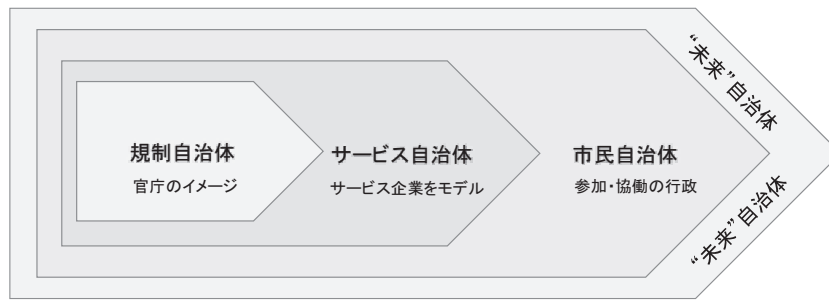 規制自治体
官庁のイメージ
サービス自治体
サービス企業をモデル
市民自治体
参加・協働の行政
“未来”自治体
“未来”自治体